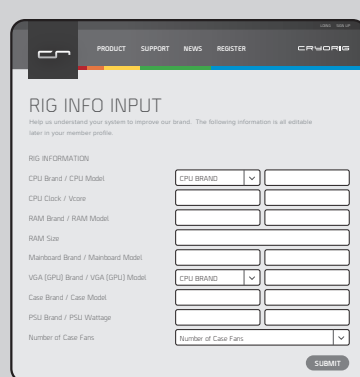 LOGIN SIGN UP
PRODUCT SUPPORT NEWS REGISTER CRYORIG
RIG INFO INPUT
Help us understand your system to improve our brand. The following information is all editable
later in your member profile.
RIG INFORMATION
CPU Brand / CPU Model CPU BRAND
CPU Clock / Vcore
RAM Brand / RAM Model
RAM Size
Mainboard Brand / Mainboard Model
VGA (GPU) Brand / VGA (GPU) Model CPU BRAND
Case Brand / Case Model
PSU Brand / PSU Wattage
Number of Case Fans Number of Case Fans
SUBMIT